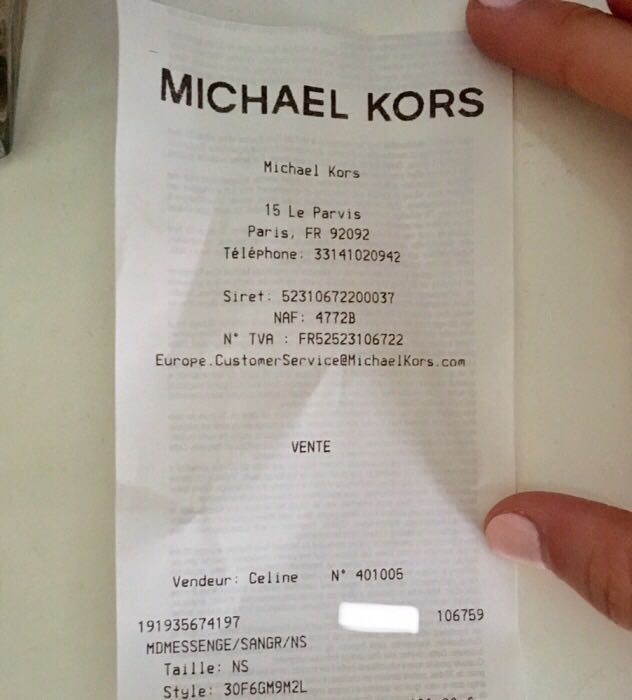 MICHAEL KORS
Michael Kors
15 Le Parvis
Paris, FR 92092
Téléphone: 33141020942
Siret: 52310672200037
NAF: 4772B
N° TVA : FR52523106722
Europe.CustomerService@MichaelKors.com
VENTE
Vendeur: Celine N° 401005
191935674197 106759
MDMESSENGE/SANGR/NS
Taille: NS
Style: 30F6GM9M2L